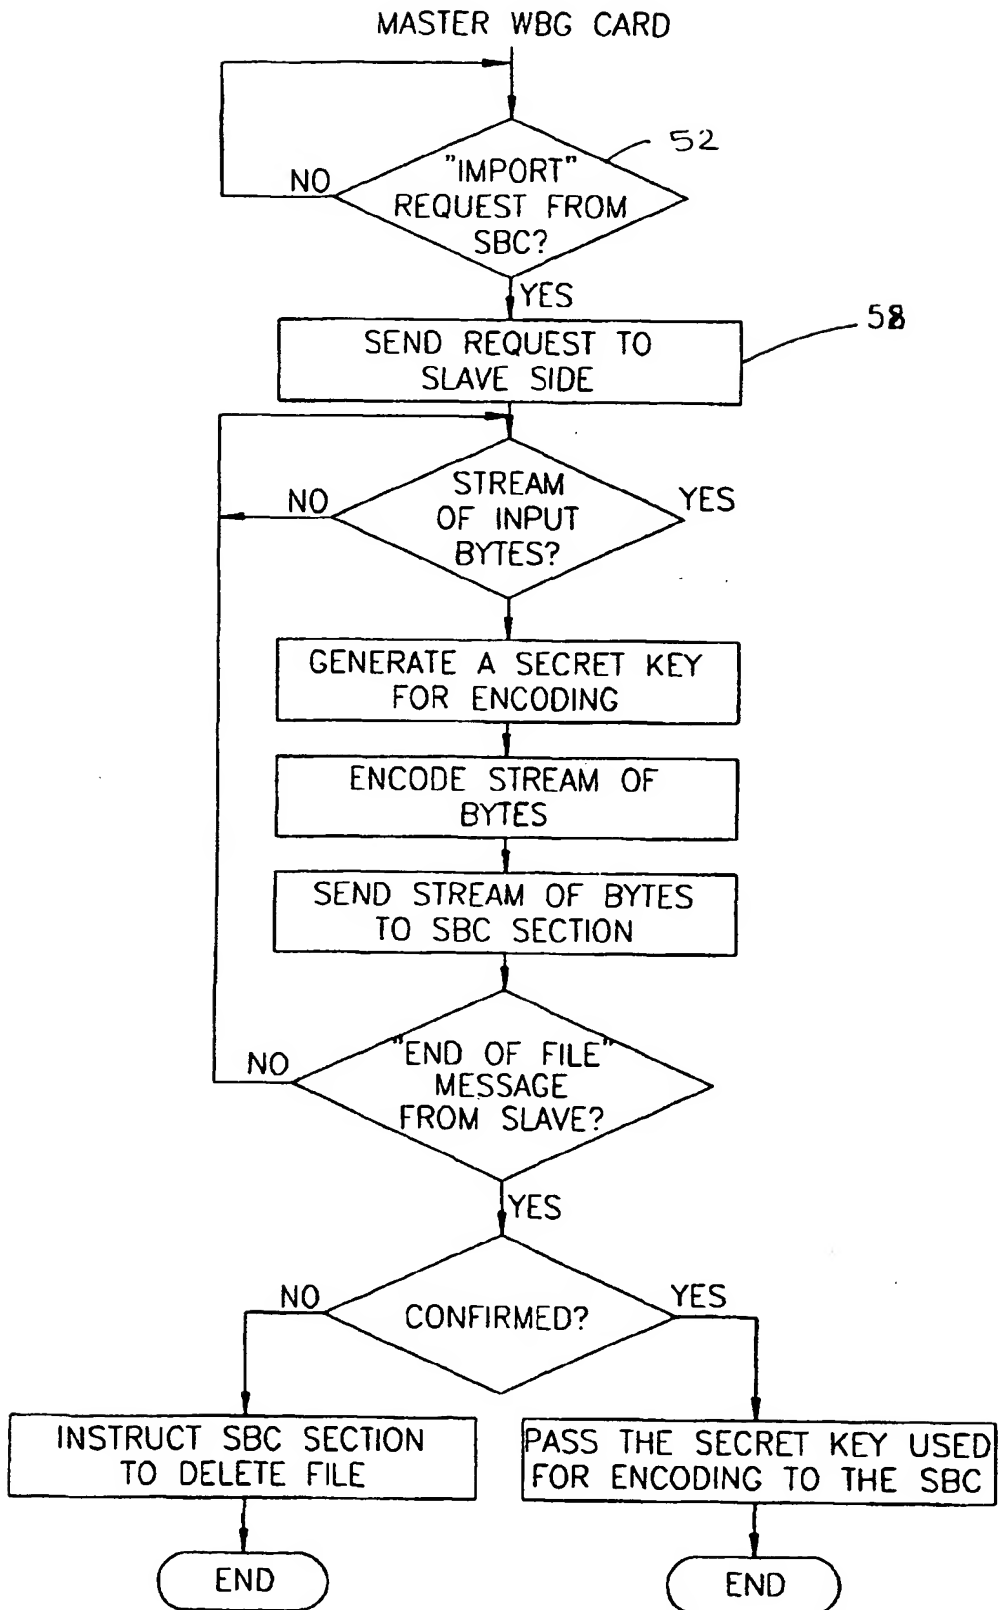 MASTER WBG CARD
52
"IMPORT"
REQUEST FROM
SBC?
NO
YES
58
SEND REQUEST TO
SLAVE SIDE
NO
STREAM
OF INPUT
BYTES?
YES
GENERATE A SECRET KEY
FOR ENCODING
ENCODE STREAM OF
BYTES
SEND STREAM OF BYTES
TO SBC SECTION
NO
"END OF FILE"
MESSAGE
FROM SLAVE?
YES
NO
CONFIRMED?
YES
INSTRUCT SBC SECTION
TO DELETE FILE
PASS THE SECRET KEY USED
FOR ENCODING TO THE SBC
END
END